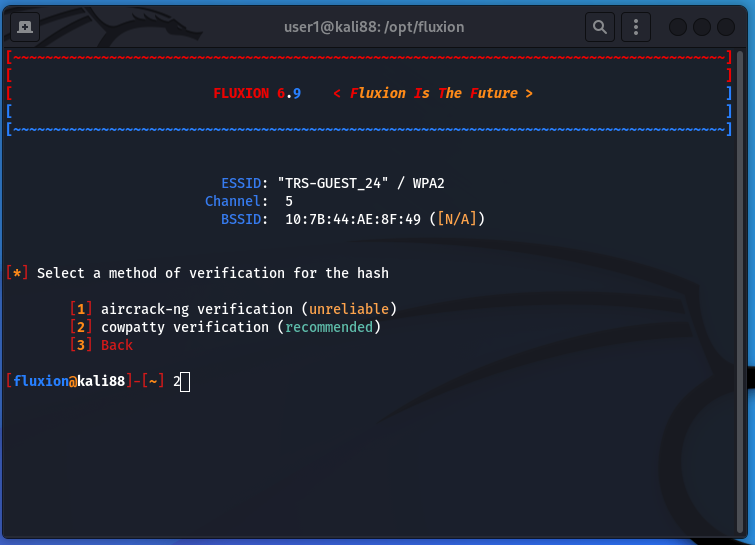 user1@kali88: /opt/fluxion
[~~~~~~~~~~~~~~~~~~~~~~~~~~~~~~~~~~~~~~~~~~~~~~~~~~~~~~~~~~~~~~~~~~~~~~~~~~~~~~~~~~~~~~~~~]
[ ]
[ FLUXION 6.9 < Fluxion Is The Future > ]
[ ]
[~~~~~~~~~~~~~~~~~~~~~~~~~~~~~~~~~~~~~~~~~~~~~~~~~~~~~~~~~~~~~~~~~~~~~~~~~~~~~~~~~~~~~~~~~]
ESSID: "TRS-GUEST_24" / WPA2
Channel: 5
BSSID: 10:7B:44:AE:8F:49 ([N/A])
[*] Select a method of verification for the hash
[1] aircrack-ng verification (unreliable)
[2] cowpatty verification (recommended)
[3] Back
[fluxion@kali88]-[~] 2